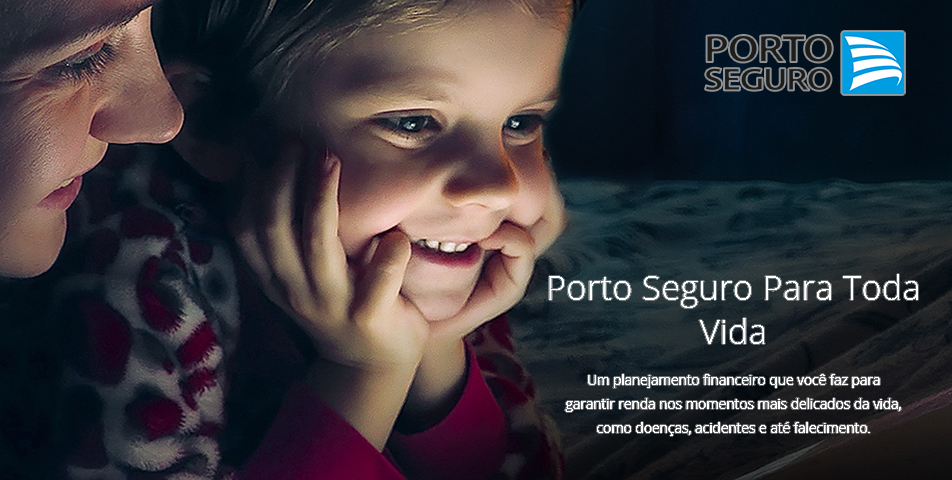 PORTO
SEGURO
Porto Seguro Para Toda
Vida
Um planejamento financeiro que você faz para
garantir renda nos momentos mais delicados da vida,
como doenças, acidentes e até falecimento.